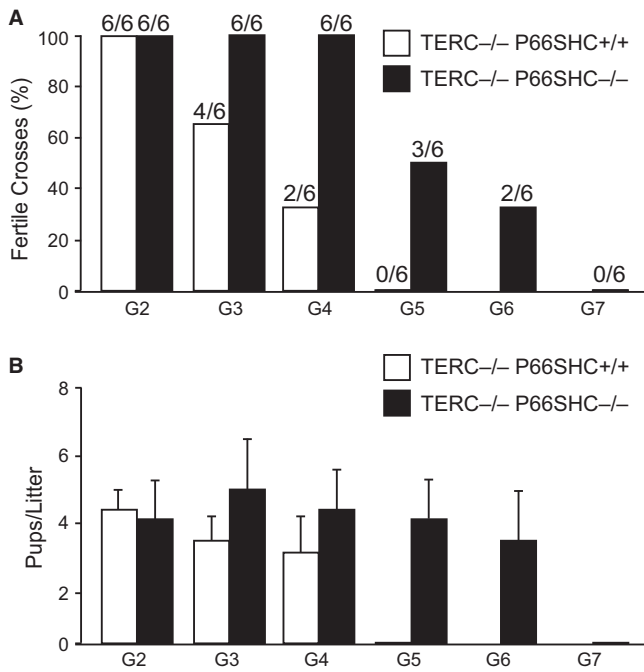 A
6/6 6/6 6/6 6/6
100
TERC–/– P66SHC+/+
TERC–/– P66SHC–/–
80
4/6
60
3/6
40
2/6 2/6
20
0/6 0/6
0
Fertile Crosses (%)
G2 G3 G4 G5 G6 G7
B
8
TERC–/– P66SHC+/+
TERC–/– P66SHC–/–
6
4
2
0
Pups/Litter
G2 G3 G4 G5 G6 G7